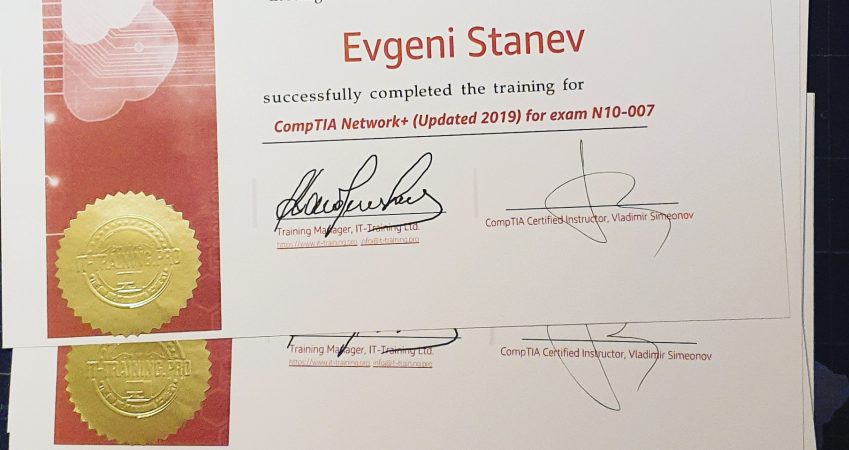 Evgeni Stanev
successfully completed the training for
CompTIA Network+ (Updated 2019) for exam N10-007
Training Manager, IT-Training Ltd.
https://www.it-training.pro, info@it-training.pro
CompTIA Certified Instructor, Vladimir Simeonov
IT-TRAINING.PRO
Training Manager, IT-Training Ltd.
https://www.it-training.pro, info@it-training.pro
CompTIA Certified Instructor, Vladimir Simeonov
IT-TRAINING.PRO